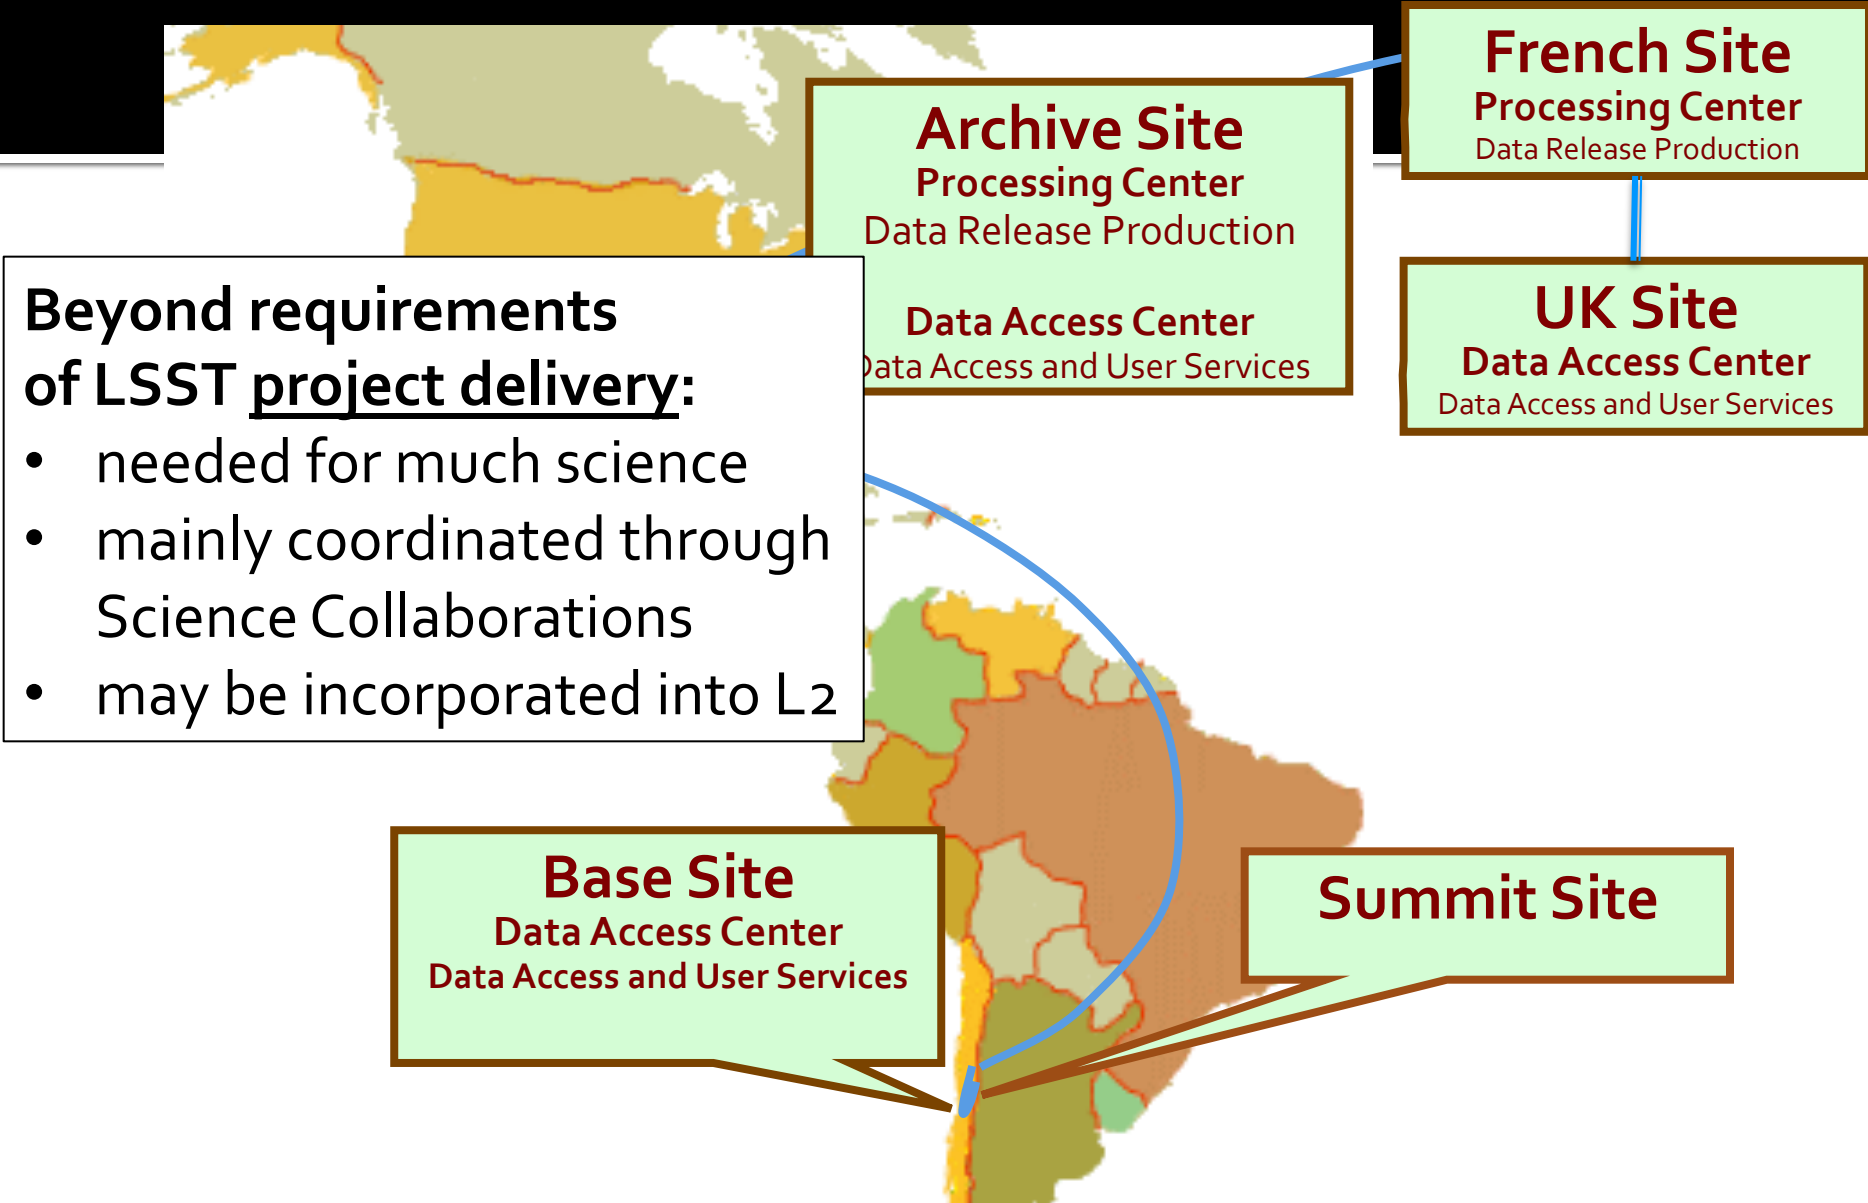 French Site
Processing Center
Data Release Production
Archive Site
Processing Center
Data Release Production
Data Access Center
Data Access and User Services
UK Site
Data Access Center
Data Access and User Services
Beyond requirements
of LSST project delivery:
• needed for much science
• mainly coordinated through
Science Collaborations
• may be incorporated into L2
Base Site
Data Access Center
Data Access and User Services
Summit Site